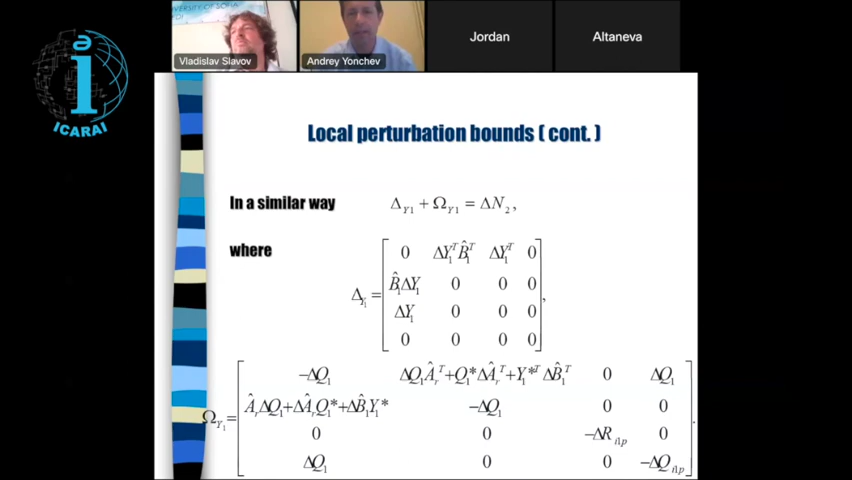 Vladislav Slavov
Andrey Yonchev
Jordan
Altaneva
ICARAI
Local perturbation bounds ( cont. )
In a similar way Δ_{Y1} + Ω_{Y1} = ΔN_2,
where
Δ_{Y_1} = [ 0 ΔY_1^T B̂_1^T ΔY_1^T 0
B̂_1ΔY_1 0 0 0
ΔY_1 0 0 0
0 0 0 0 ],
Ω_{Y_1} = [ −ΔQ_1 ΔQ_1Â_r^T+Q_1*ΔÂ_r^T+Y_1*^T ΔB̂_1^T 0 ΔQ_1
Â_rΔQ_1+ΔÂ_rQ_1*+ΔB̂_1Y_1* −ΔQ_1 0 0
0 0 −ΔR_{i1p} 0
ΔQ_1 0 0 −ΔQ_{i1p} ].